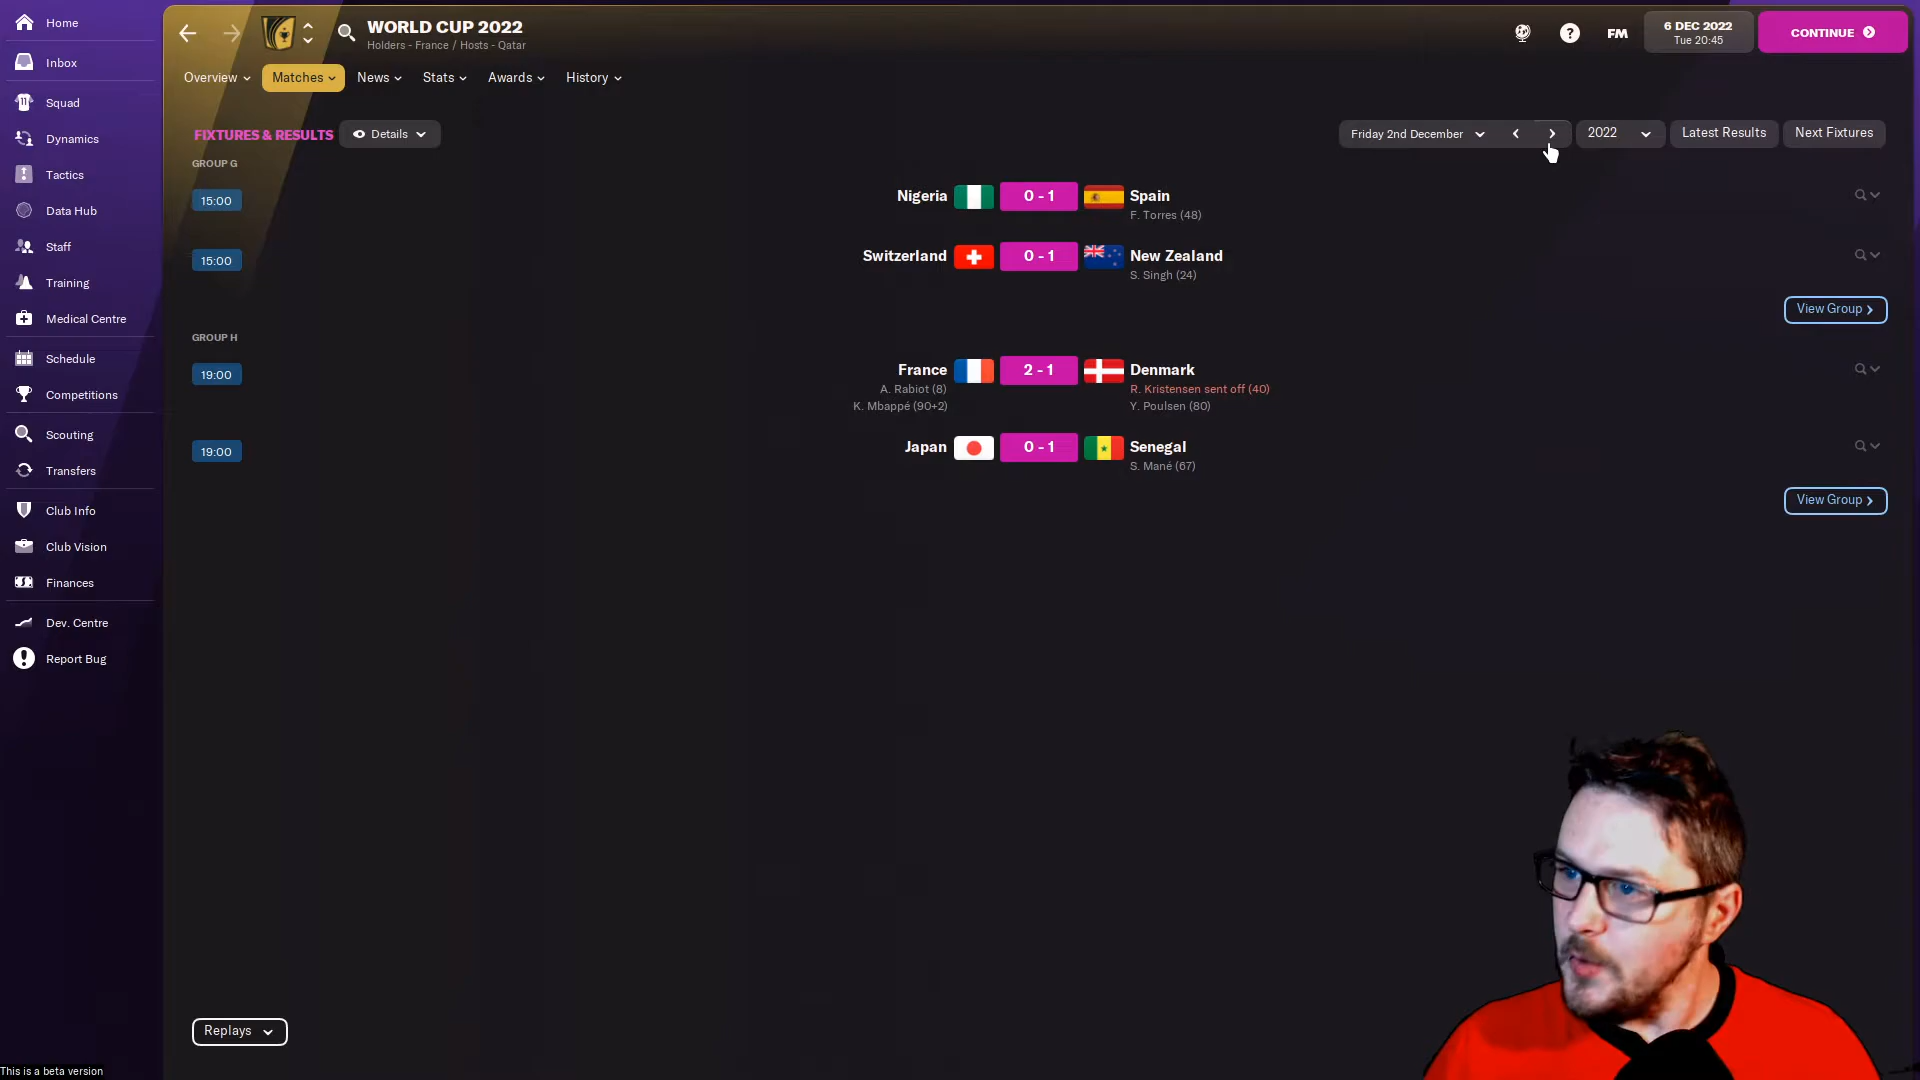 Home
Inbox
Squad
Dynamics
Tactics
Data Hub
Staff
Training
Medical Centre
Schedule
Competitions
Scouting
Transfers
Club Info
Club Vision
Finances
Dev. Centre
Report Bug
This is a beta version
WORLD CUP 2022
Holders - France / Hosts - Qatar
FM
6 DEC 2022
Tue 20:45
CONTINUE
Overview
Matches
News
Stats
Awards
History
FIXTURES & RESULTS
Details
Friday 2nd December
2022
Latest Results
Next Fixtures
GROUP G
15:00
Nigeria
0 - 1
Spain
F. Torres (48)
15:00
Switzerland
0 - 1
New Zealand
S. Singh (24)
View Group
GROUP H
19:00
France
2 - 1
Denmark
A. Rabiot (8)
R. Kristensen sent off (40)
K. Mbappé (90+2)
Y. Poulsen (80)
19:00
Japan
0 - 1
Senegal
S. Mané (67)
View Group
Replays